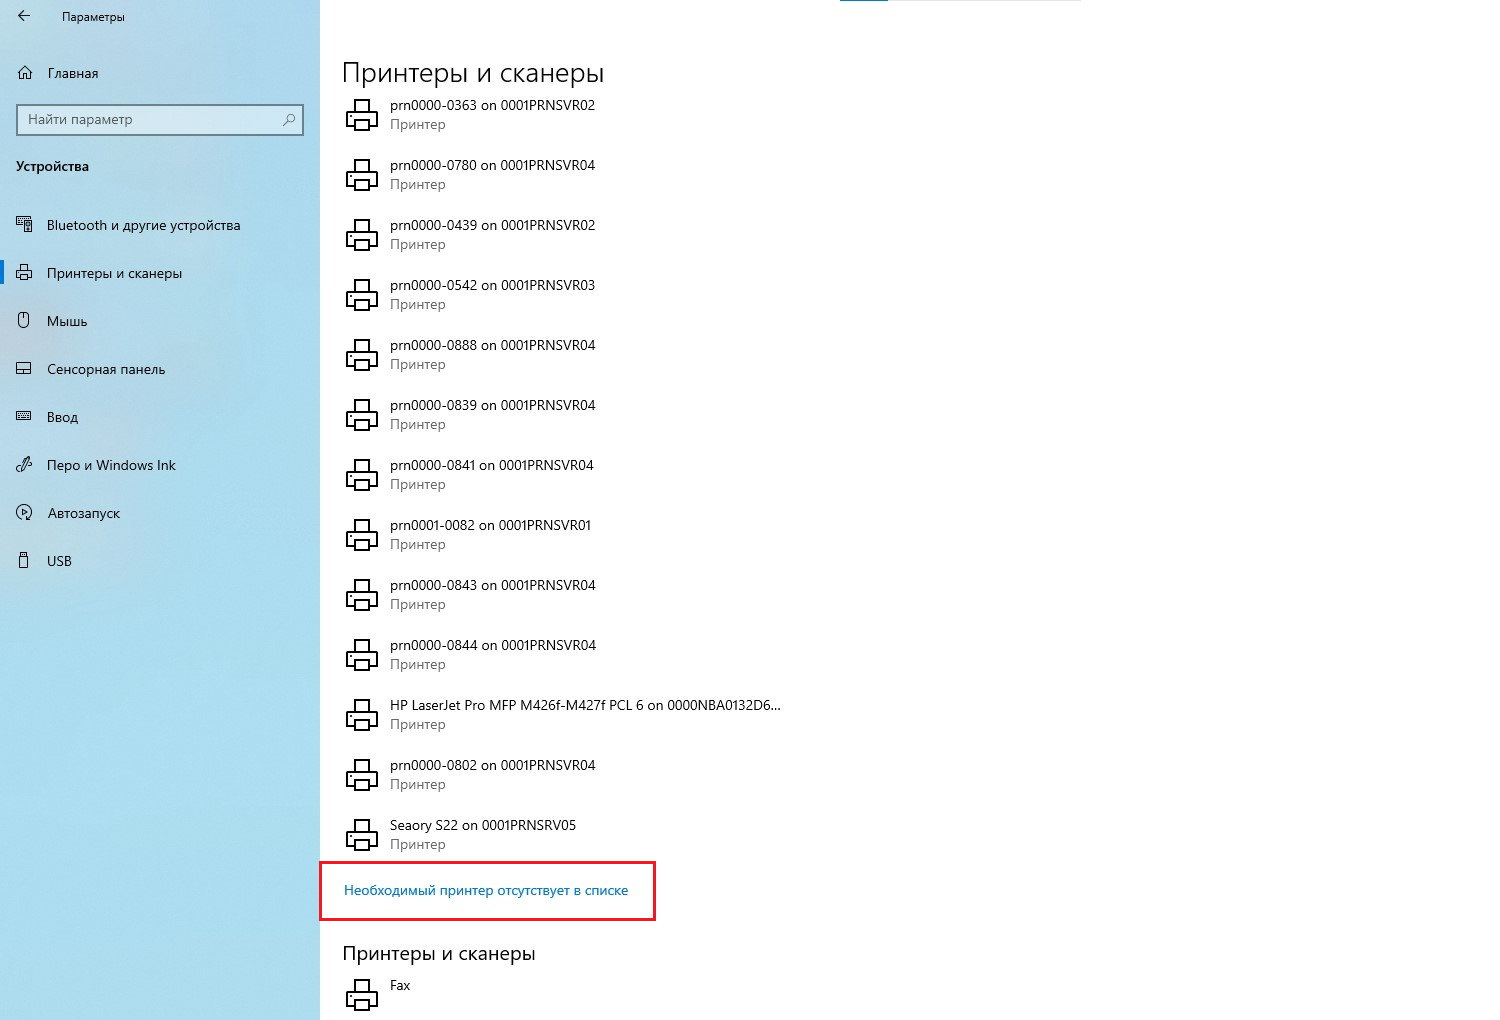 Параметры
Главная
Найти параметр
Устройства
Bluetooth и другие устройства
Принтеры и сканеры
Мышь
Сенсорная панель
Ввод
Перо и Windows Ink
Автозапуск
USB
Принтеры и сканеры
prn0000-0363 on 0001PRNSVR02
Принтер
prn0000-0780 on 0001PRNSVR04
Принтер
prn0000-0439 on 0001PRNSVR02
Принтер
prn0000-0542 on 0001PRNSVR03
Принтер
prn0000-0888 on 0001PRNSVR04
Принтер
prn0000-0839 on 0001PRNSVR04
Принтер
prn0000-0841 on 0001PRNSVR04
Принтер
prn0001-0082 on 0001PRNSVR01
Принтер
prn0000-0843 on 0001PRNSVR04
Принтер
prn0000-0844 on 0001PRNSVR04
Принтер
HP LaserJet Pro MFP M426f-M427f PCL 6 on 0000NBA0132D6...
Принтер
prn0000-0802 on 0001PRNSVR04
Принтер
Seaory S22 on 0001PRNSRV05
Принтер
Необходимый принтер отсутствует в списке
Принтеры и сканеры
Fax